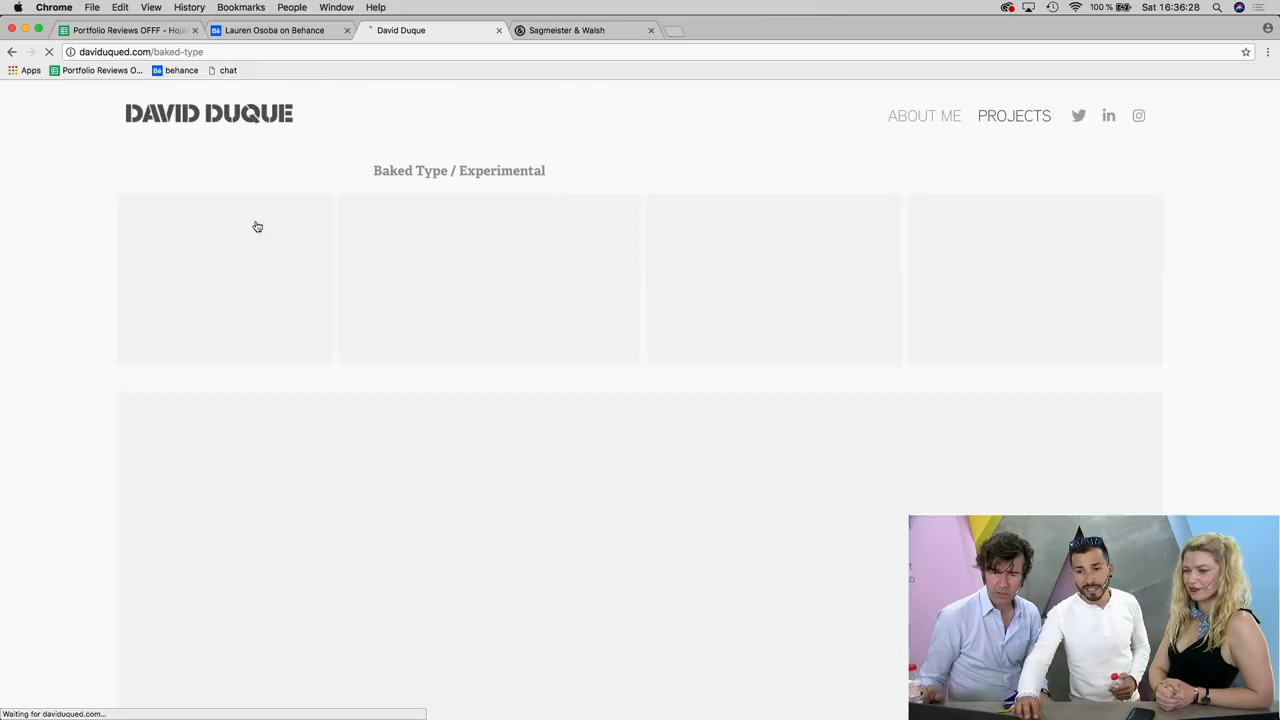 Chrome File Edit View History Bookmarks People Window Help 100 % Sat 16:36:28
Portfolio Reviews OFFF - Hoja Lauren Osoba on Behance David Duque Sagmeister & Walsh
daviduqued.com/baked-type
Apps Portfolio Reviews O... behance chat
DAVID DUQUE
ABOUT ME PROJECTS
Baked Type / Experimental
Waiting for daviduqued.com...